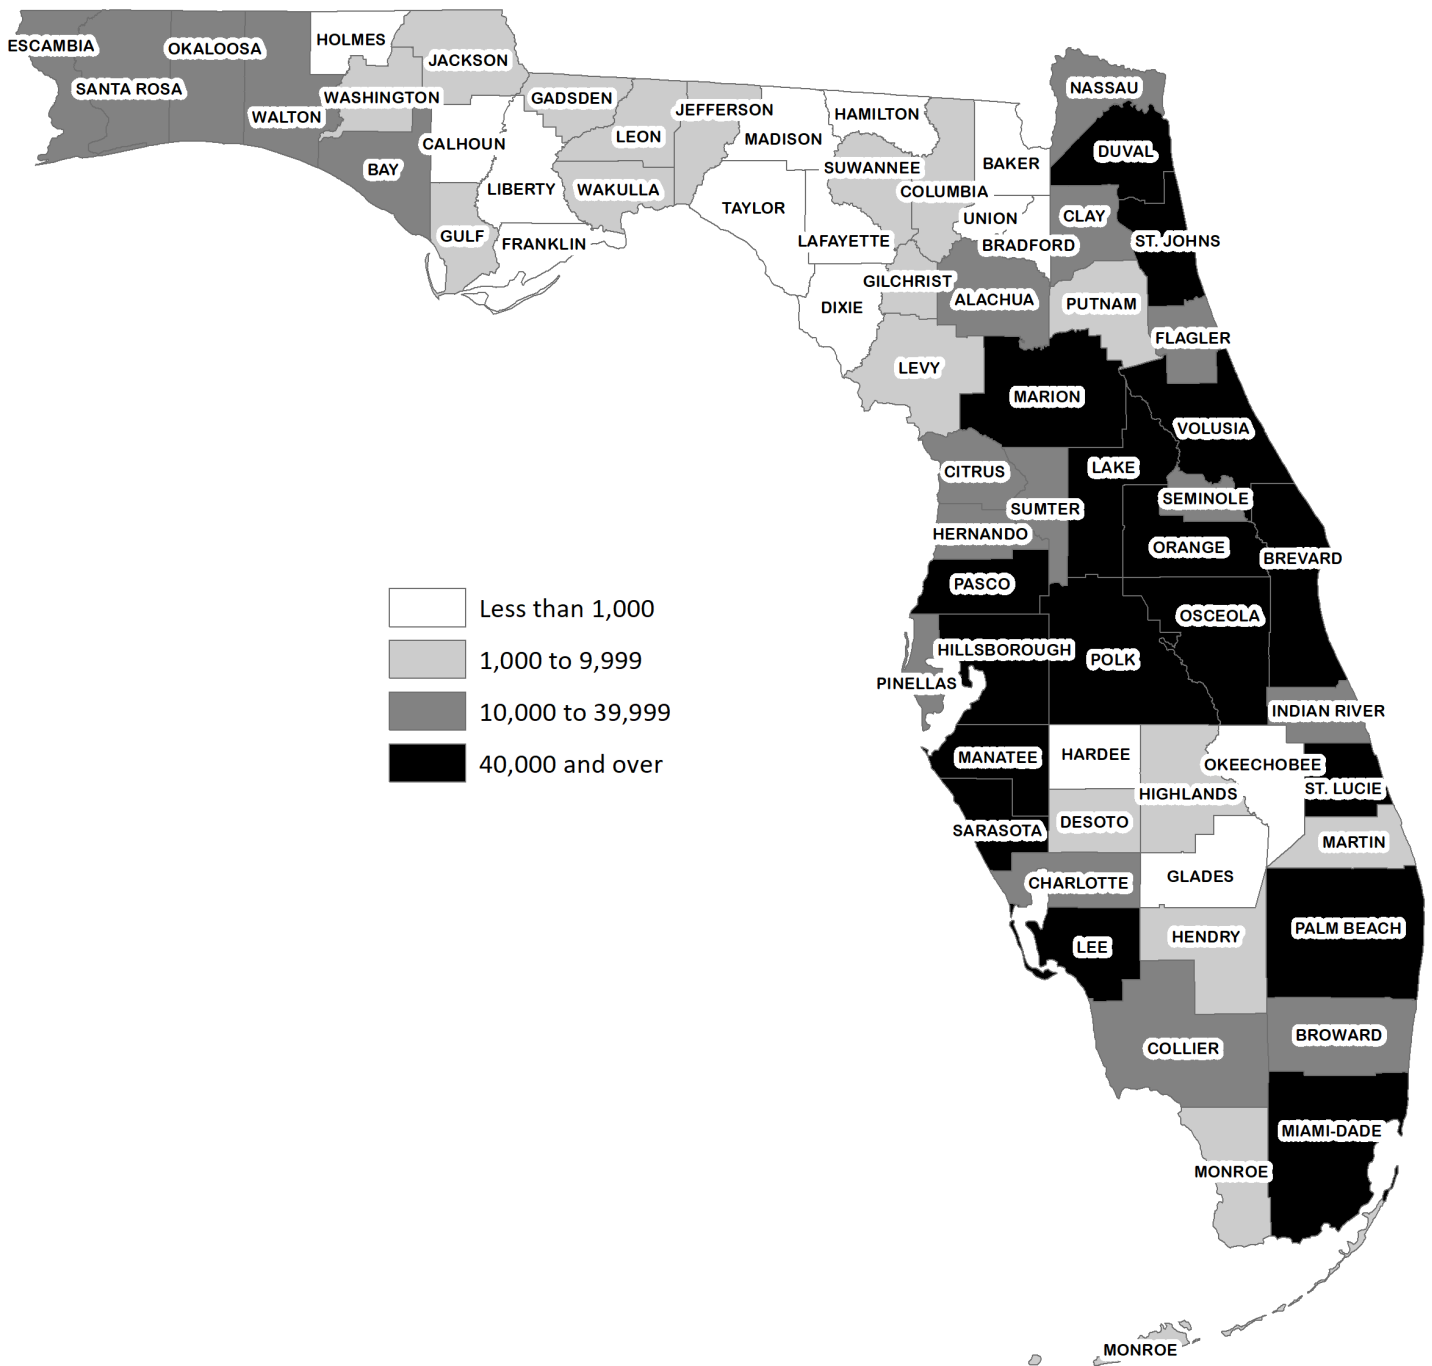 ESCAMBIA
SANTA ROSA
OKALOOSA
WALTON
HOLMES
WASHINGTON
JACKSON
BAY
CALHOUN
GULF
LIBERTY
GADSDEN
FRANKLIN
LEON
WAKULLA
JEFFERSON
MADISON
TAYLOR
HAMILTON
SUWANNEE
LAFAYETTE
DIXIE
COLUMBIA
GILCHRIST
LEVY
BAKER
UNION
BRADFORD
ALACHUA
NASSAU
DUVAL
CLAY
ST. JOHNS
PUTNAM
FLAGLER
MARION
VOLUSIA
CITRUS
SUMTER
LAKE
HERNANDO
SEMINOLE
ORANGE
BREVARD
PASCO
OSCEOLA
HILLSBOROUGH
POLK
PINELLAS
INDIAN RIVER
MANATEE
HARDEE
OKEECHOBEE
HIGHLANDS
ST. LUCIE
SARASOTA
DESOTO
MARTIN
CHARLOTTE
GLADES
LEE
HENDRY
PALM BEACH
COLLIER
BROWARD
MIAMI-DADE
MONROE
MONROE
Less than 1,000
1,000 to 9,999
10,000 to 39,999
40,000 and over